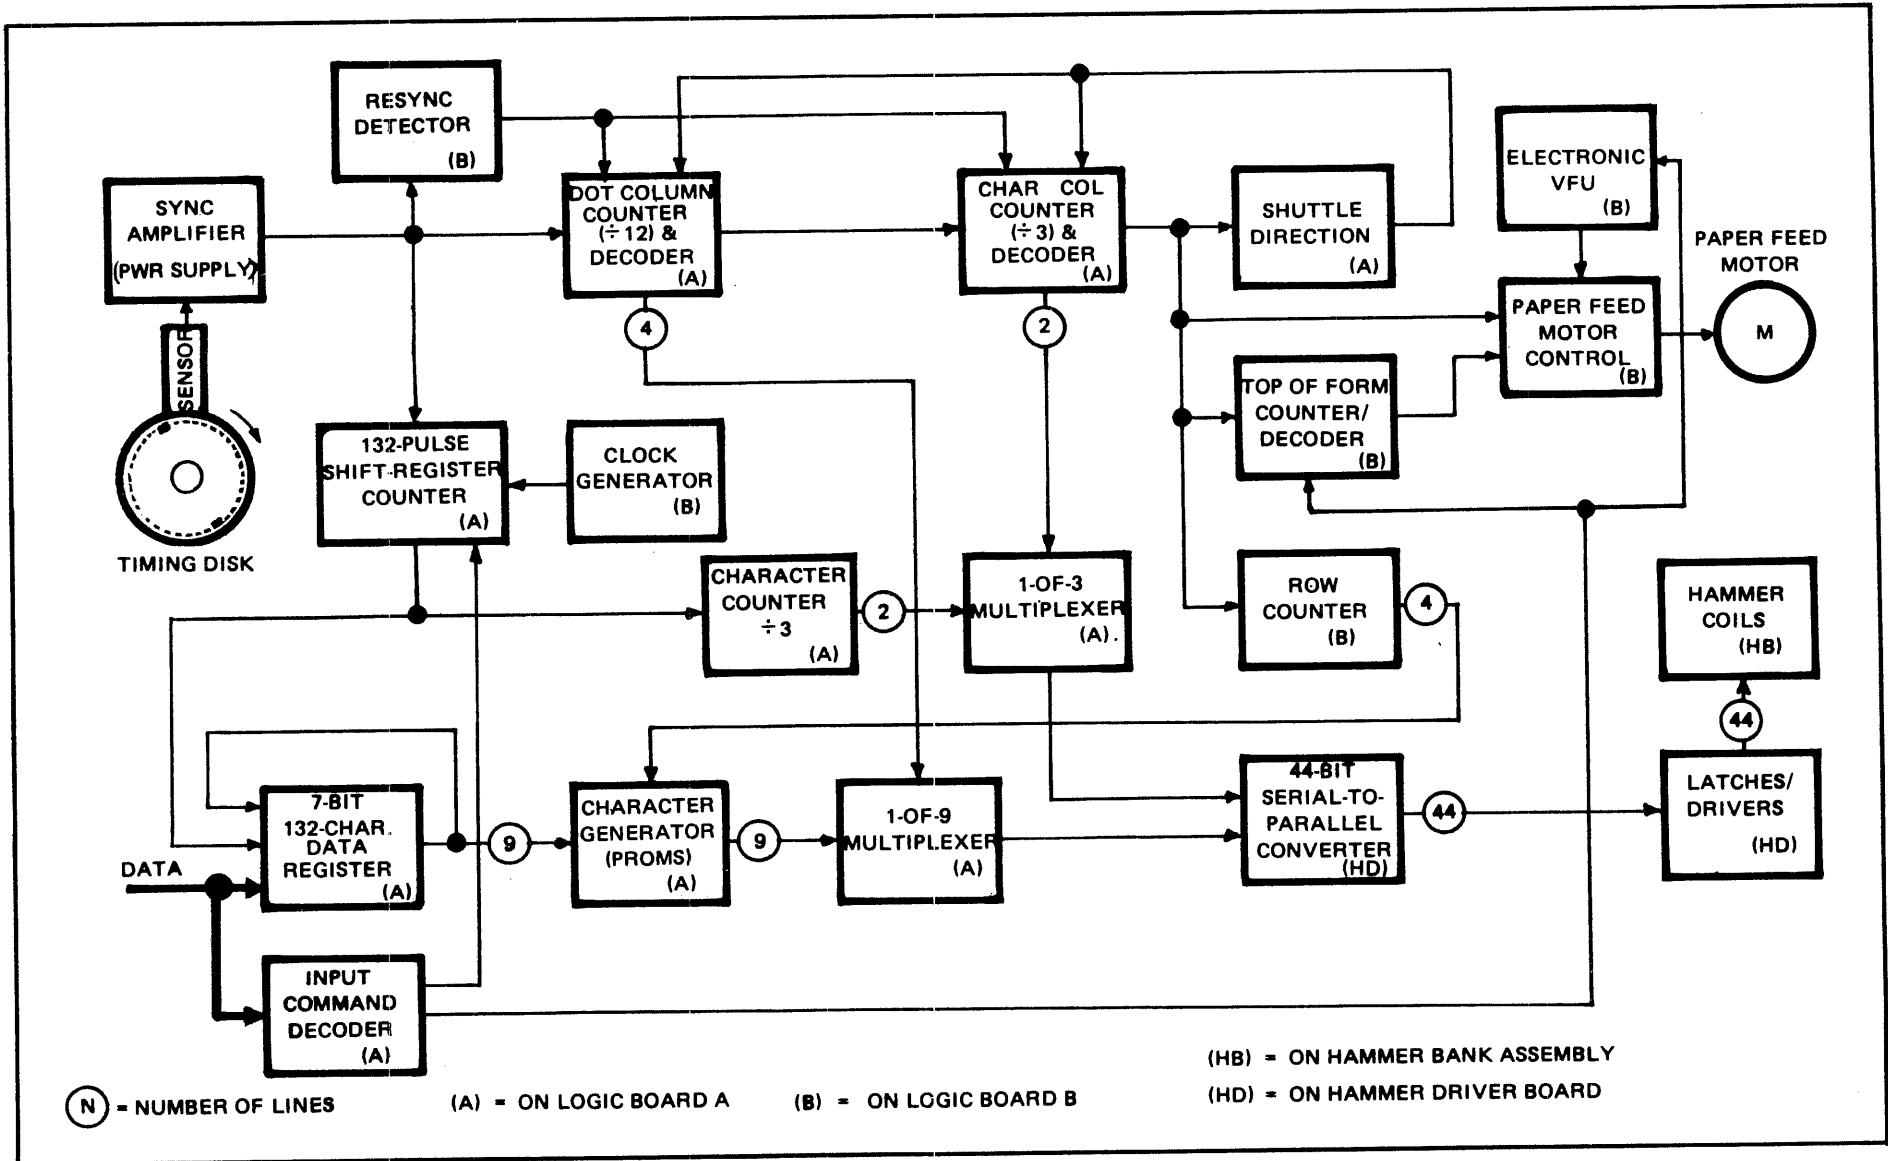 RESYNC
DETECTOR
(B)
SYNC
AMPLIFIER
(PWR SUPPLY)
SENSOR
TIMING DISK
DOT COLUMN
COUNTER
(÷12) &
DECODER
(A)
4
CHAR COL
COUNTER
(÷3) &
DECODER
(A)
2
SHUTTLE
DIRECTION
(A)
ELECTRONIC
VFU
(B)
PAPER FEED
MOTOR
M
PAPER FEED
MOTOR
CONTROL
(B)
TOP OF FORM
COUNTER/
DECODER
(B)
132-PULSE
SHIFT-REGISTER
COUNTER
(A)
CLOCK
GENERATOR
(B)
CHARACTER
COUNTER
÷3
(A)
2
1-OF-3
MULTIPLEXER
(A).
ROW
COUNTER
(B)
4
HAMMER
COILS
(HB)
44
7-BIT
132-CHAR.
DATA
REGISTER
(A)
DATA
9
CHARACTER
GENERATOR
(PROMS)
(A)
9
1-OF-9
MULTIPLEXER
(A)
44-BIT
SERIAL-TO-
PARALLEL
CONVERTER
(HD)
44
LATCHES/
DRIVERS
(HD)
INPUT
COMMAND
DECODER
(A)
N = NUMBER OF LINES
(A) = ON LOGIC BOARD A
(B) = ON LOGIC BOARD B
(HB) = ON HAMMER BANK ASSEMBLY
(HD) = ON HAMMER DRIVER BOARD